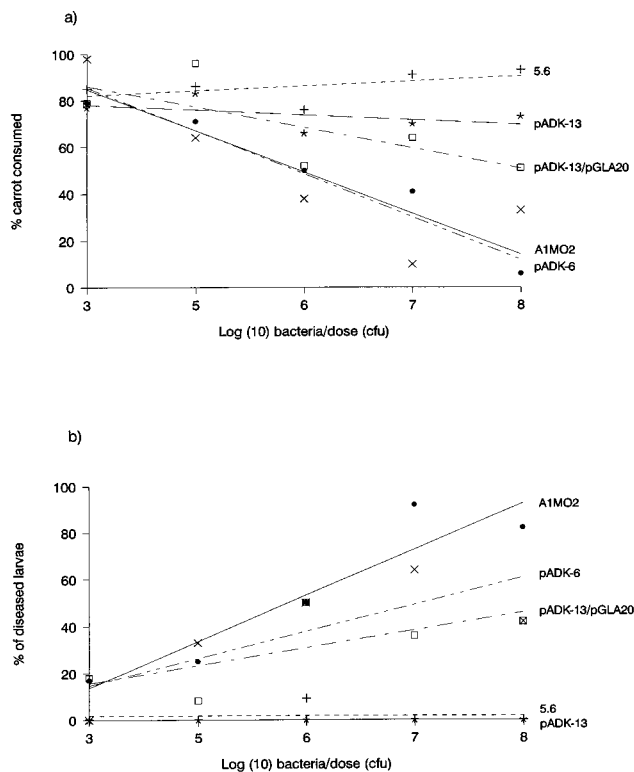 a)
100
80
60
40
20
0
% carrot consumed
3 5 6 7 8
Log (10) bacteria/dose (cfu)
5.6
pADK-13
pADK-13/pGLA20
A1MO2
pADK-6
b)
100
80
60
40
20
0
% of diseased larvae
3 5 6 7 8
Log (10) bacteria/dose (cfu)
A1MO2
pADK-6
pADK-13/pGLA20
5.6
pADK-13